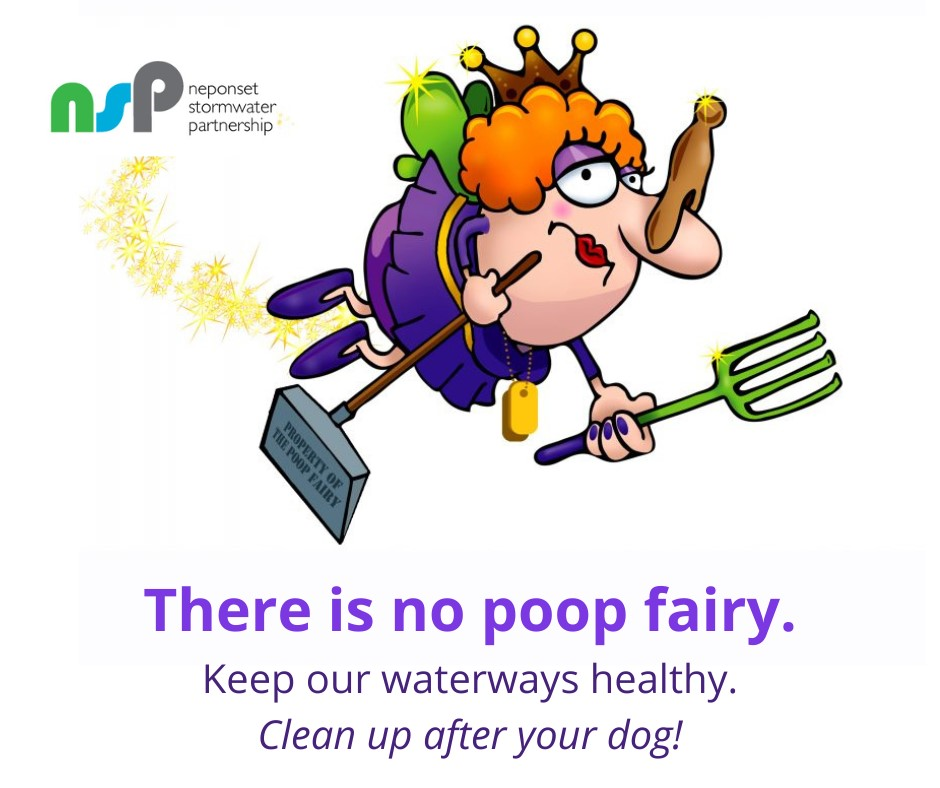 nsp
neponset
stormwater
partnership
PROPERTY OF
THE POOP FAIRY
There is no poop fairy.
Keep our waterways healthy.
Clean up after your dog!